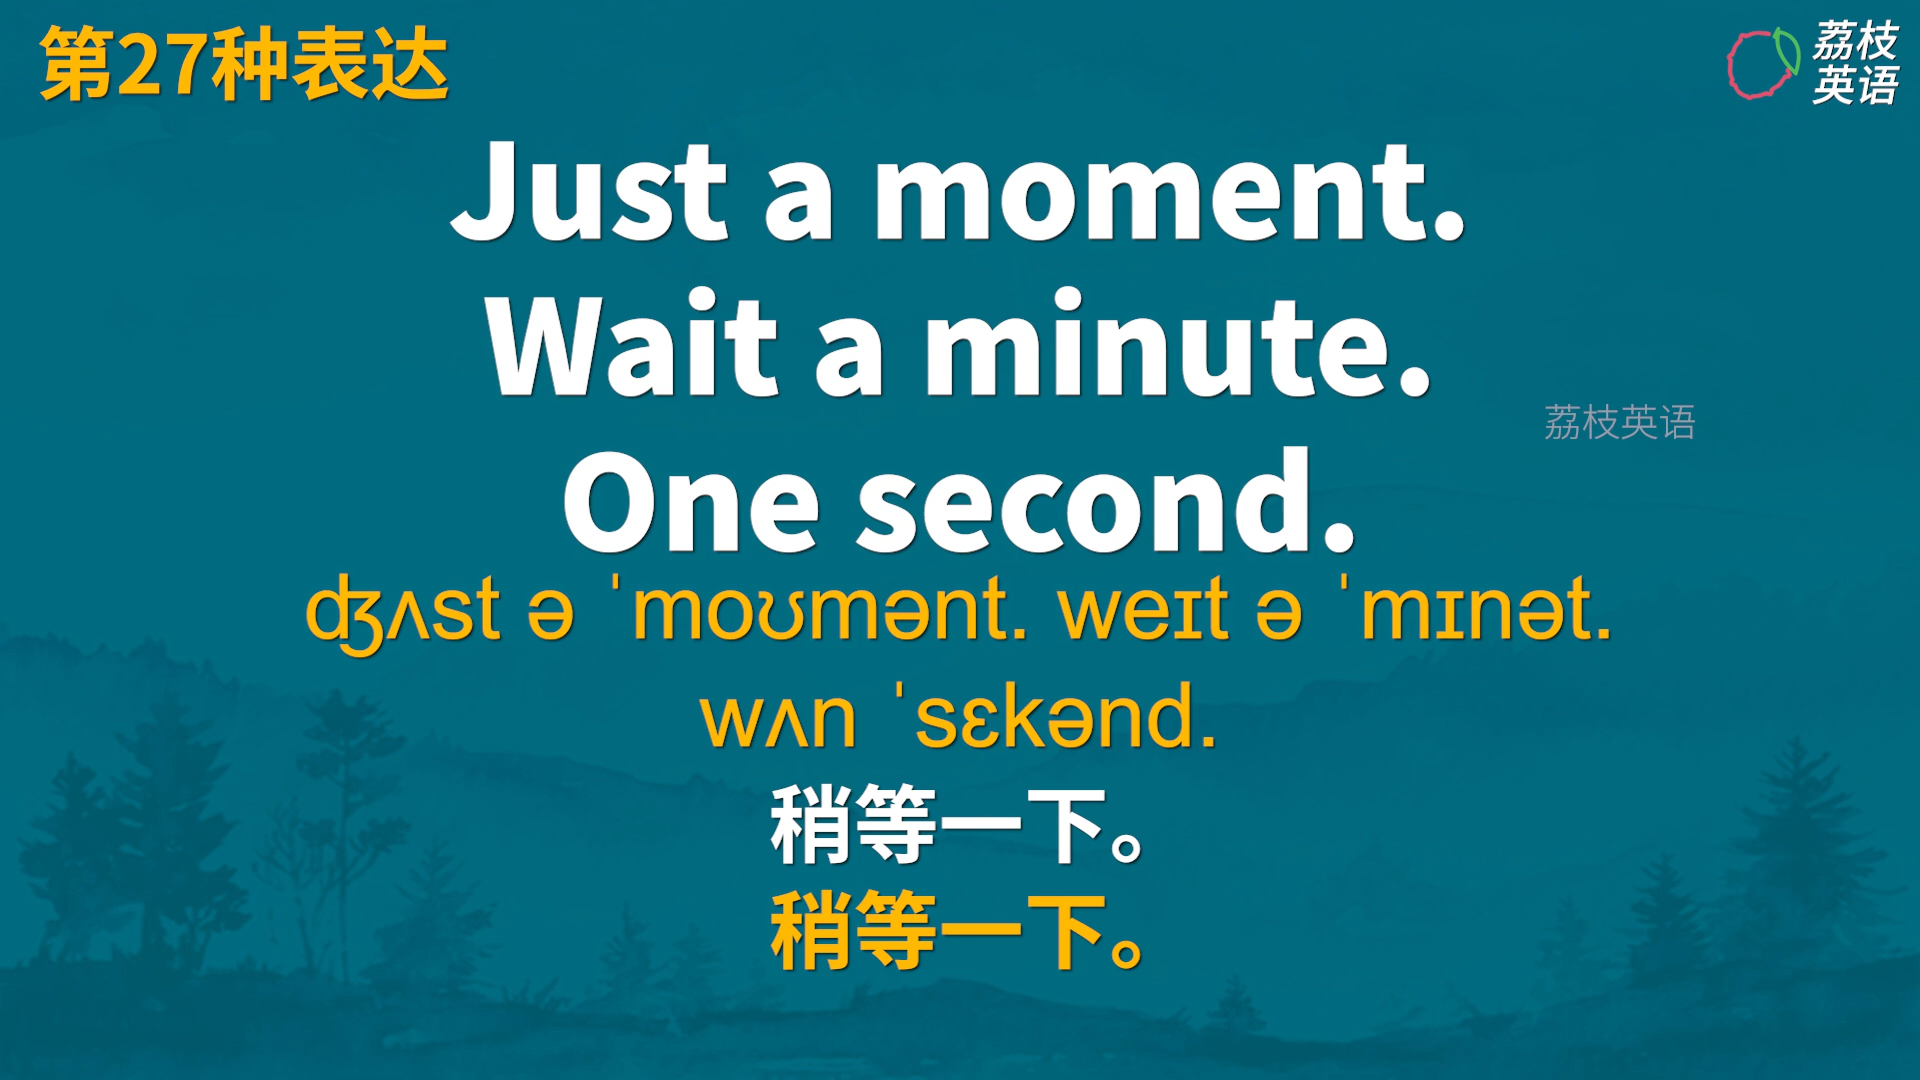 第27种表达
荔枝
英语
Just a moment.
Wait a minute.
荔枝英语
One second.
ʤʌst ə ˈmoʊmənt. weɪt ə ˈmɪnət.
wʌn ˈsɛkənd.
稍等一下。
稍等一下。